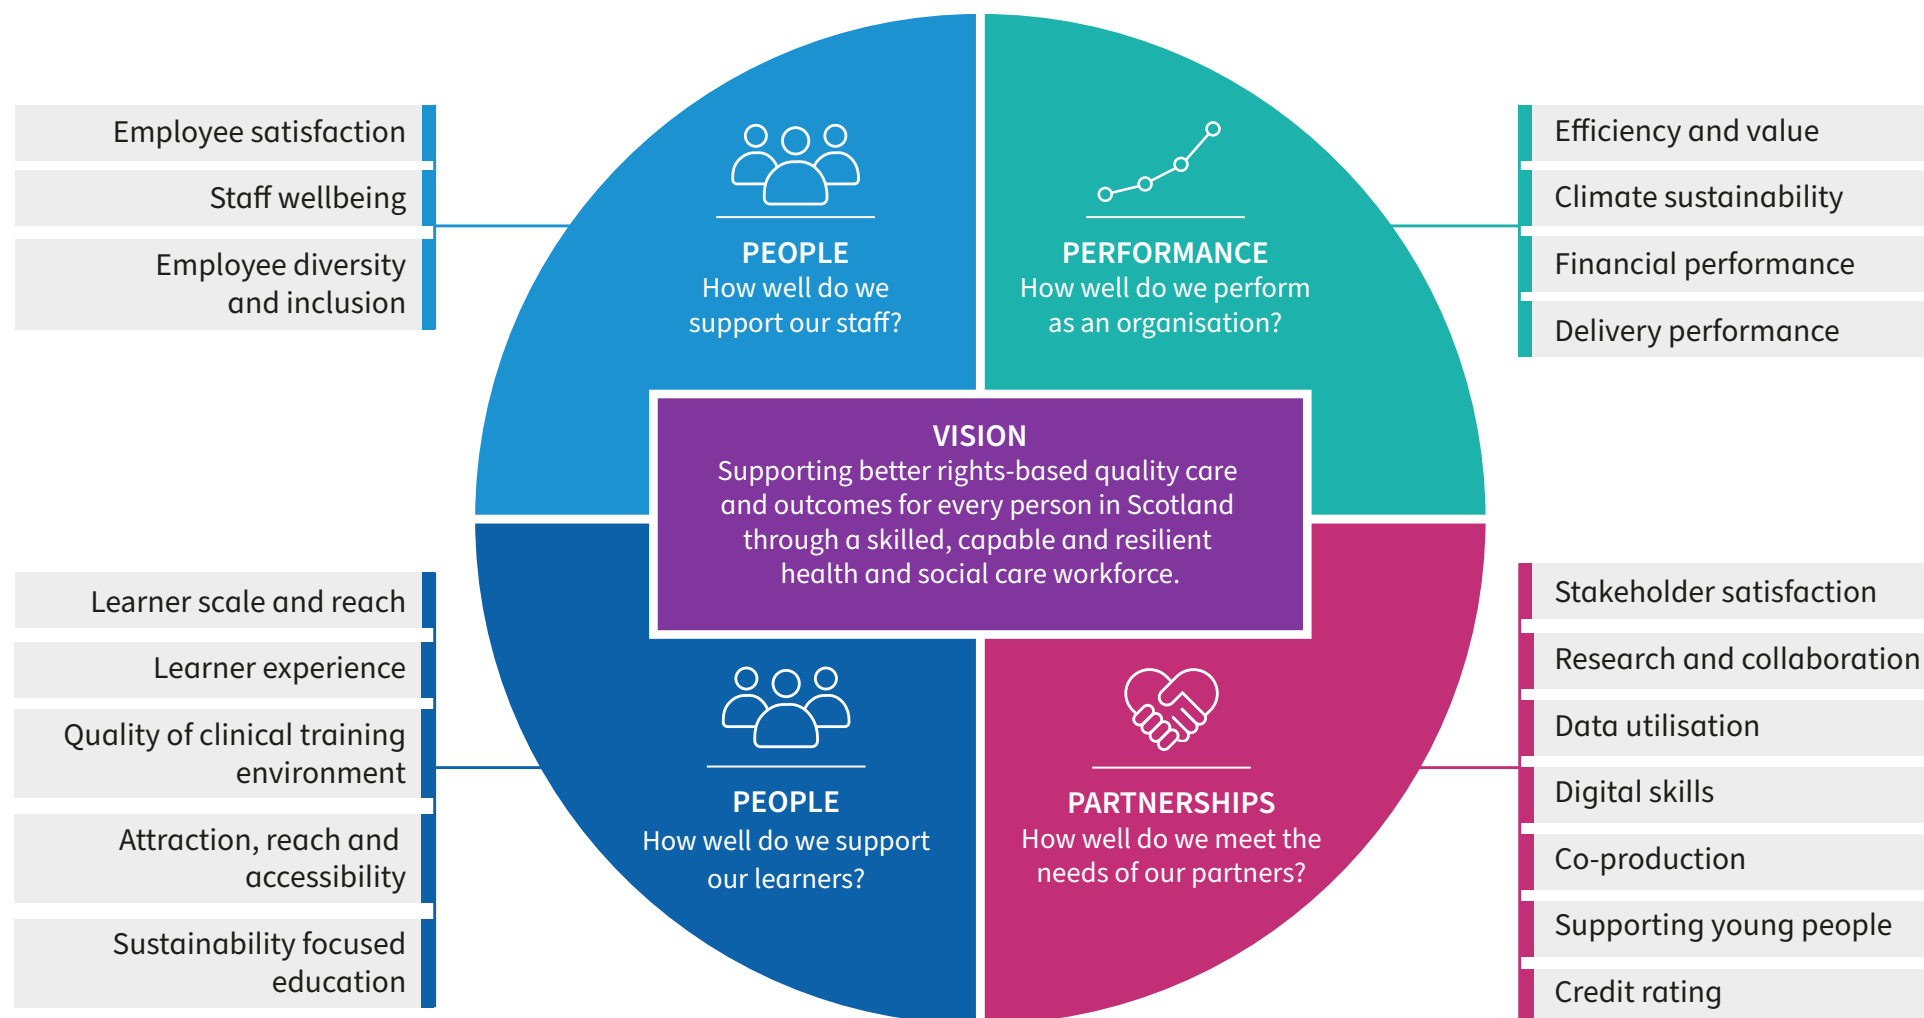 Employee satisfaction
Staff wellbeing
Employee diversity
and inclusion
PEOPLE
How well do we
support our staff?
PERFORMANCE
How well do we perform
as an organisation?
Efficiency and value
Climate sustainability
Financial performance
Delivery performance
VISION
Supporting better rights-based quality care
and outcomes for every person in Scotland
through a skilled, capable and resilient
health and social care workforce.
Learner scale and reach
Learner experience
Quality of clinical training
environment
Attraction, reach and
accessibility
Sustainability focused
education
PEOPLE
How well do we support
our learners?
PARTNERSHIPS
How well do we meet the
needs of our partners?
Stakeholder satisfaction
Research and collaboration
Data utilisation
Digital skills
Co-production
Supporting young people
Credit rating